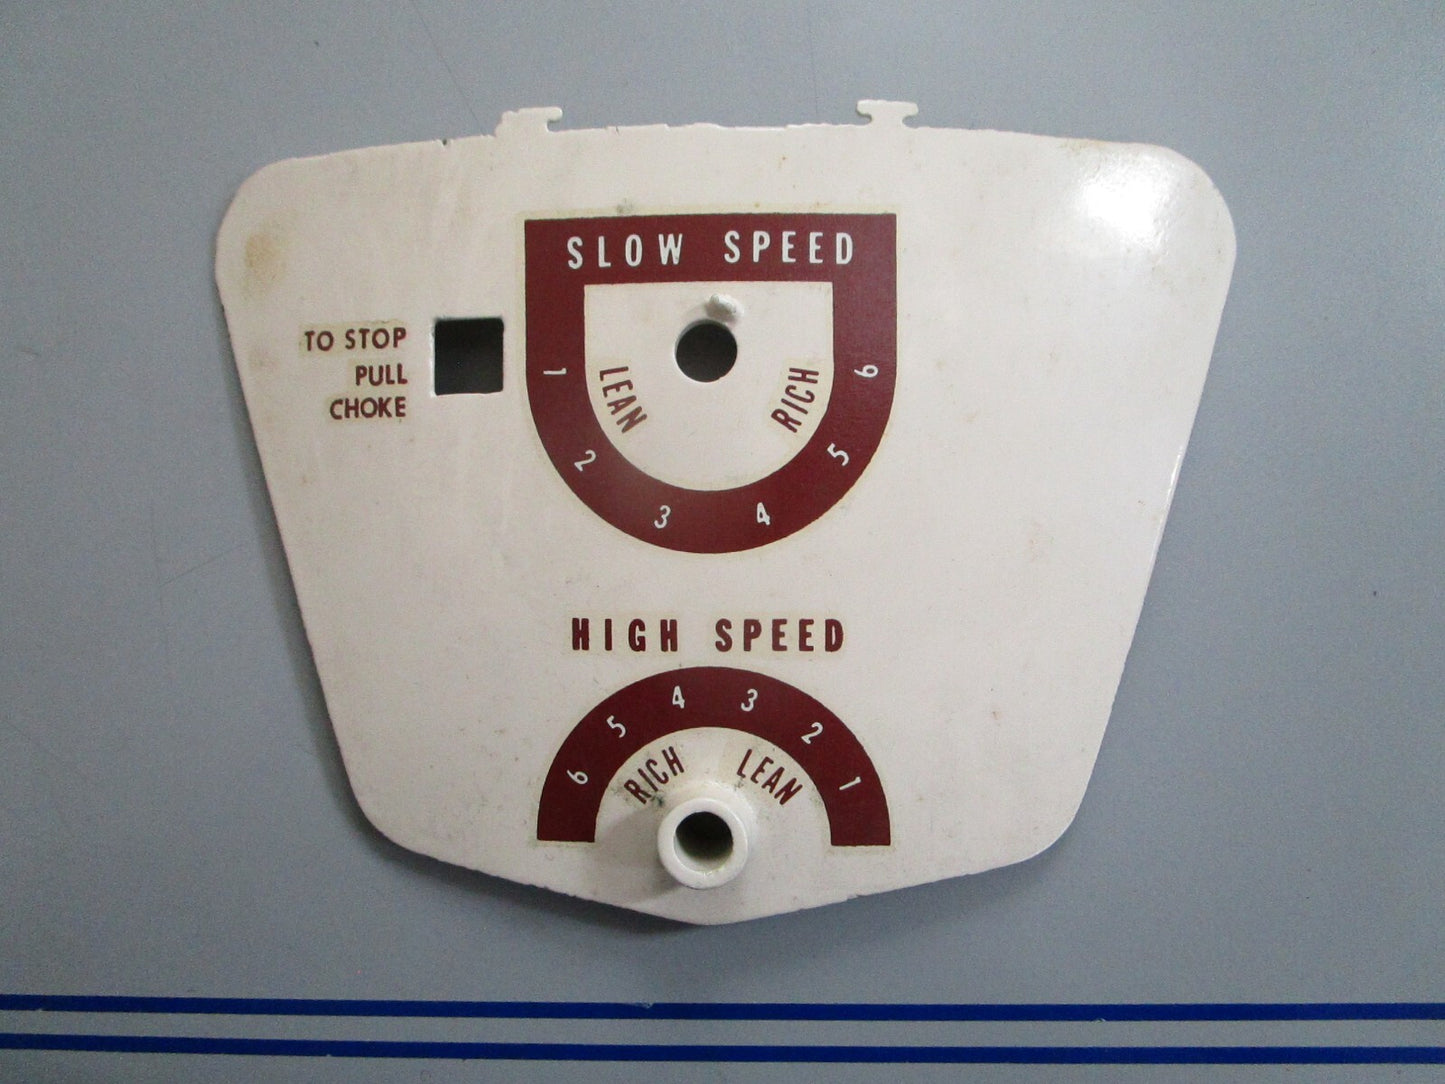 SLOW SPEED
TO STOP
PULL
CHOKE
LEAN RICH
1 2 3 4 5 6
HIGH SPEED
6 5 4 3 2 1
RICH LEAN